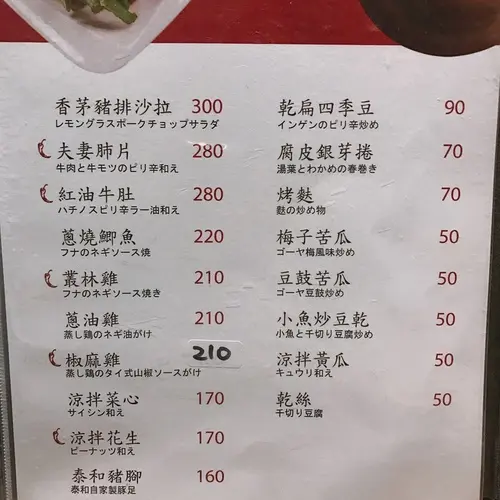 香茅豬排沙拉 300
レモングラスポークチョップサラダ
夫妻肺片 280
牛肉と牛モツのピリ辛和え
紅油牛肚 280
ハチノスピリ辛ラー油和え
蔥燒鯽魚 220
フナのネギソース焼
叢林雞 210
フナのネギソース焼き
蔥油雞 210
蒸し鶏のネギ油がけ
椒麻雞 210
蒸し鶏のタイ式山椒ソースがけ
涼拌菜心 170
サイシン和え
涼拌花生 170
ピーナッツ和え
泰和豬腳 160
泰和自家製豚足
乾扁四季豆 90
インゲンのピリ辛炒め
腐皮銀芽捲 70
湯葉とわかめの春巻き
烤麩 70
麩の炒め物
梅子苦瓜 50
ゴーヤ梅風味炒め
豆鼓苦瓜 50
ゴーヤ豆鼓炒め
小魚炒豆乾 50
小魚と千切り豆腐炒め
涼拌黃瓜 50
キュウリ和え
乾絲 50
干切り豆腐